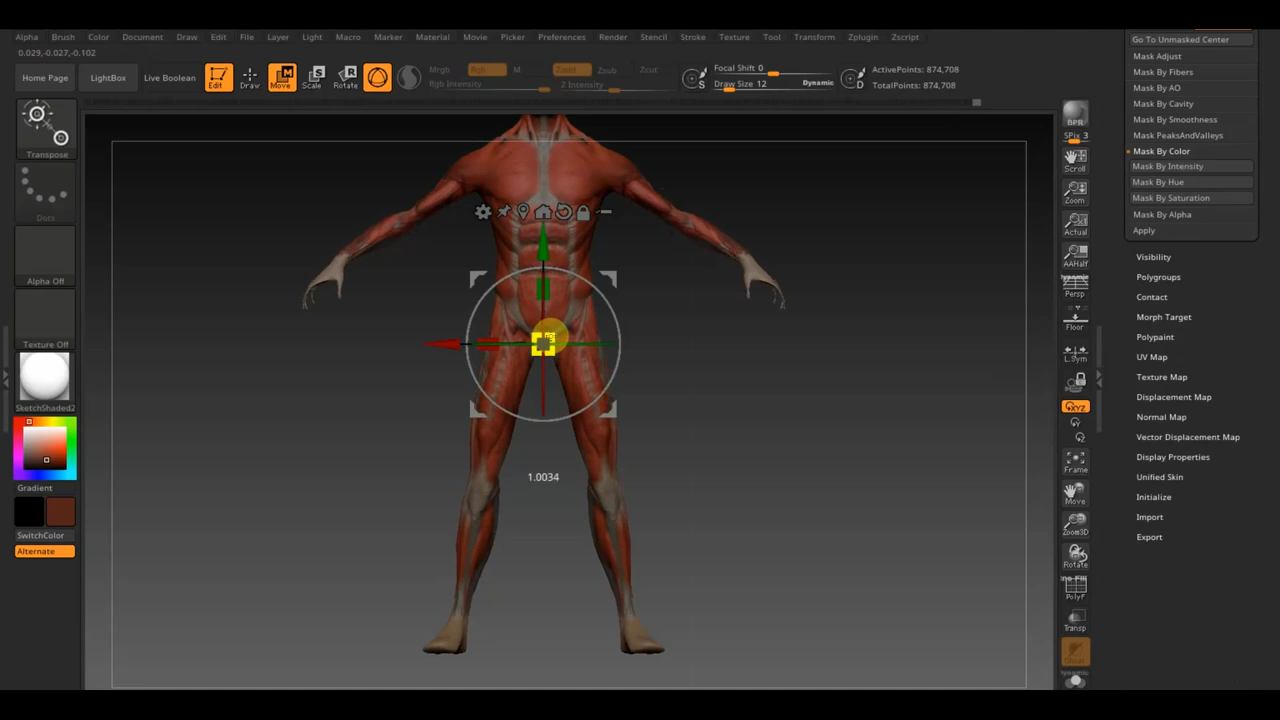 Alpha Brush Color Document Draw Edit File Layer Light Macro Marker Material Movie Picker Preferences Render Stencil Stroke Texture Tool Transform Zplugin Zscript
0.029,-0.027,-0.102
Home Page LightBox Live Boolean Edit Draw Move Scale Rotate
Mrgb Rgb M Zadd Zsub Zcut
Rgb Intensity Z Intensity
Focal Shift 0
Draw Size 12 Dynamic
ActivePoints: 874,708
TotalPoints: 874,708
Transpose
Dots
Alpha Off
Texture Off
SketchShaded2
Gradient
SwitchColor
Alternate
1.0034
BPR
SPix 3
Scroll
Zoom
Actual
AAHalf
Dynamic
Persp
Floor
L.Sym
XYZ
Frame
Move
Zoom3D
Rotate
PolyF
Transp
Dynamic
Go To Unmasked Center
Mask Adjust
Mask By Fibers
Mask By AO
Mask By Cavity
Mask By Smoothness
Mask PeaksAndValleys
Mask By Color
Mask By Intensity
Mask By Hue
Mask By Saturation
Mask By Alpha
Apply
Visibility
Polygroups
Contact
Morph Target
Polypaint
UV Map
Texture Map
Displacement Map
Normal Map
Vector Displacement Map
Display Properties
Unified Skin
Initialize
Import
Export